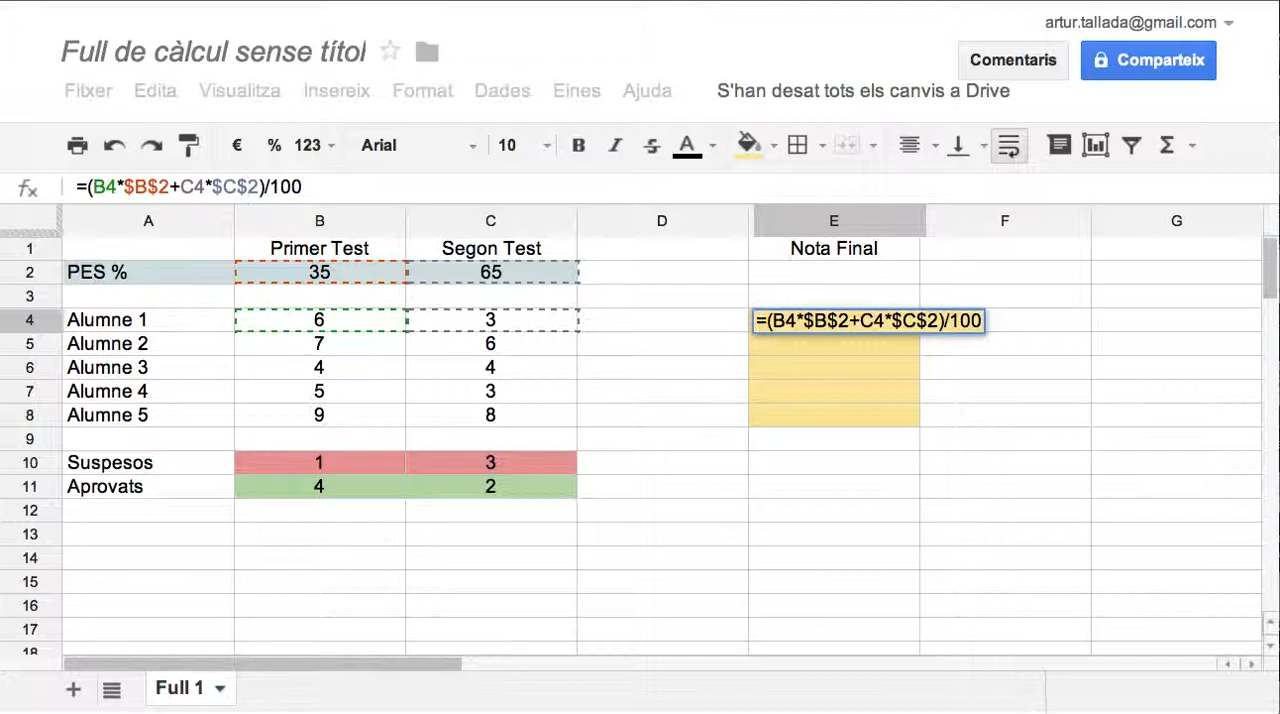 artur.tallada@gmail.com
Full de càlcul sense títol
Comentaris
Comparteix
Fitxer Edita Visualitza Insereix Format Dades Eines Ajuda S'han desat tots els canvis a Drive
€ % 123 Arial 10 B I S A Σ
fx =(B4*$B$2+C4*$C$2)/100
A B C D E F G
1 Primer Test Segon Test Nota Final
2 PES % 35 65
3
4 Alumne 1 6 3 =(B4*$B$2+C4*$C$2)/100
5 Alumne 2 7 6
6 Alumne 3 4 4
7 Alumne 4 5 3
8 Alumne 5 9 8
9
10 Suspesos 1 3
11 Aprovats 4 2
12
13
14
15
16
17
18
+ Full 1